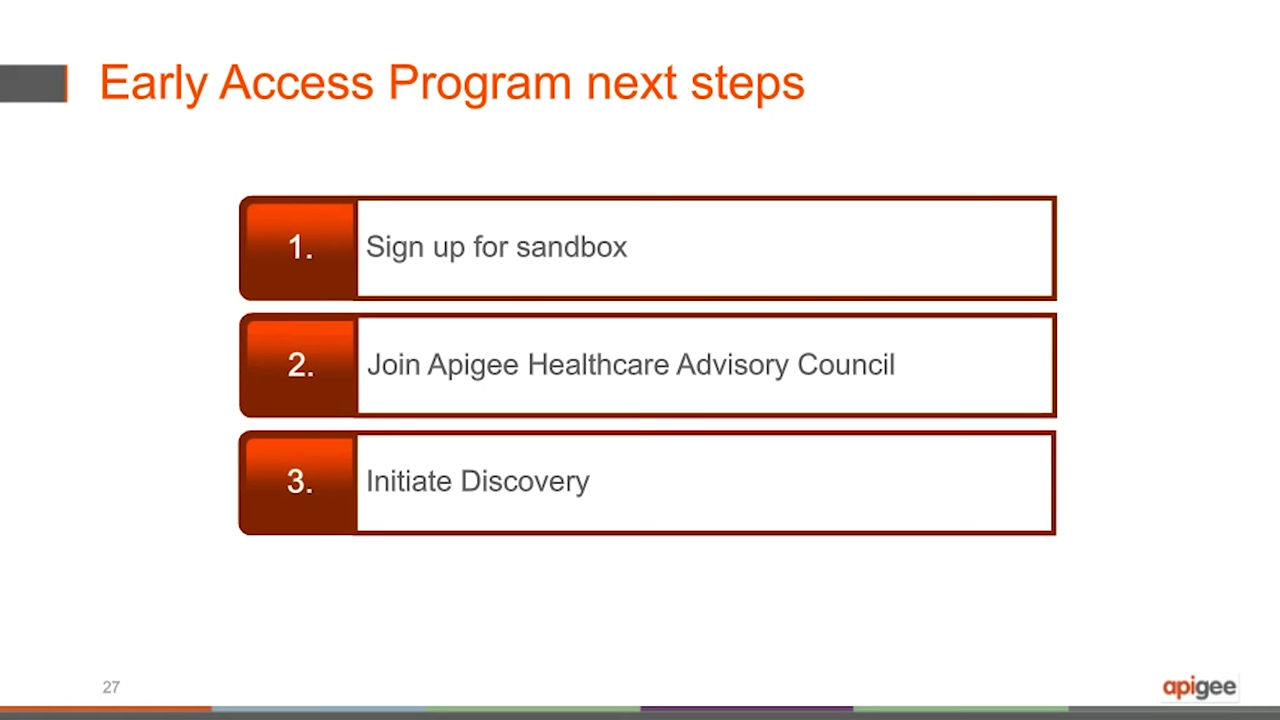 Early Access Program next steps
1. Sign up for sandbox
2. Join Apigee Healthcare Advisory Council
3. Initiate Discovery
27
apigee